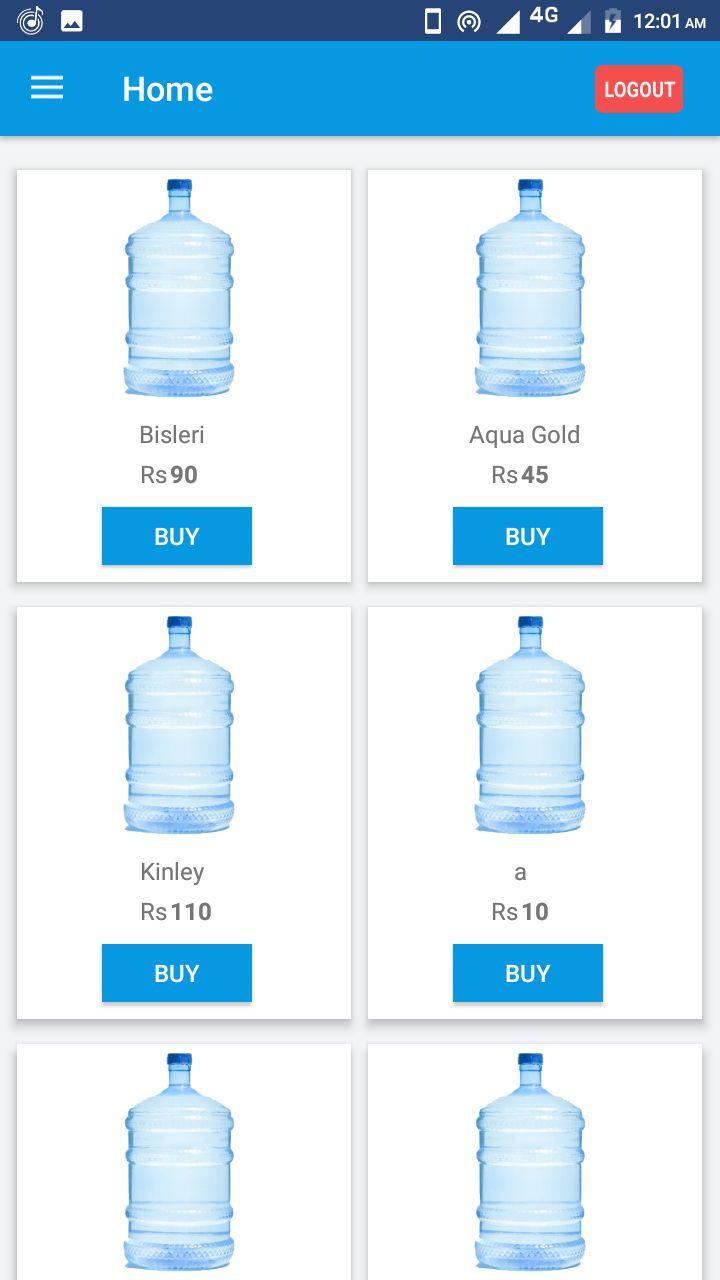 4G 12:01 AM
Home LOGOUT
Bisleri
Rs 90
BUY
Aqua Gold
Rs 45
BUY
Kinley
Rs 110
BUY
a
Rs 10
BUY